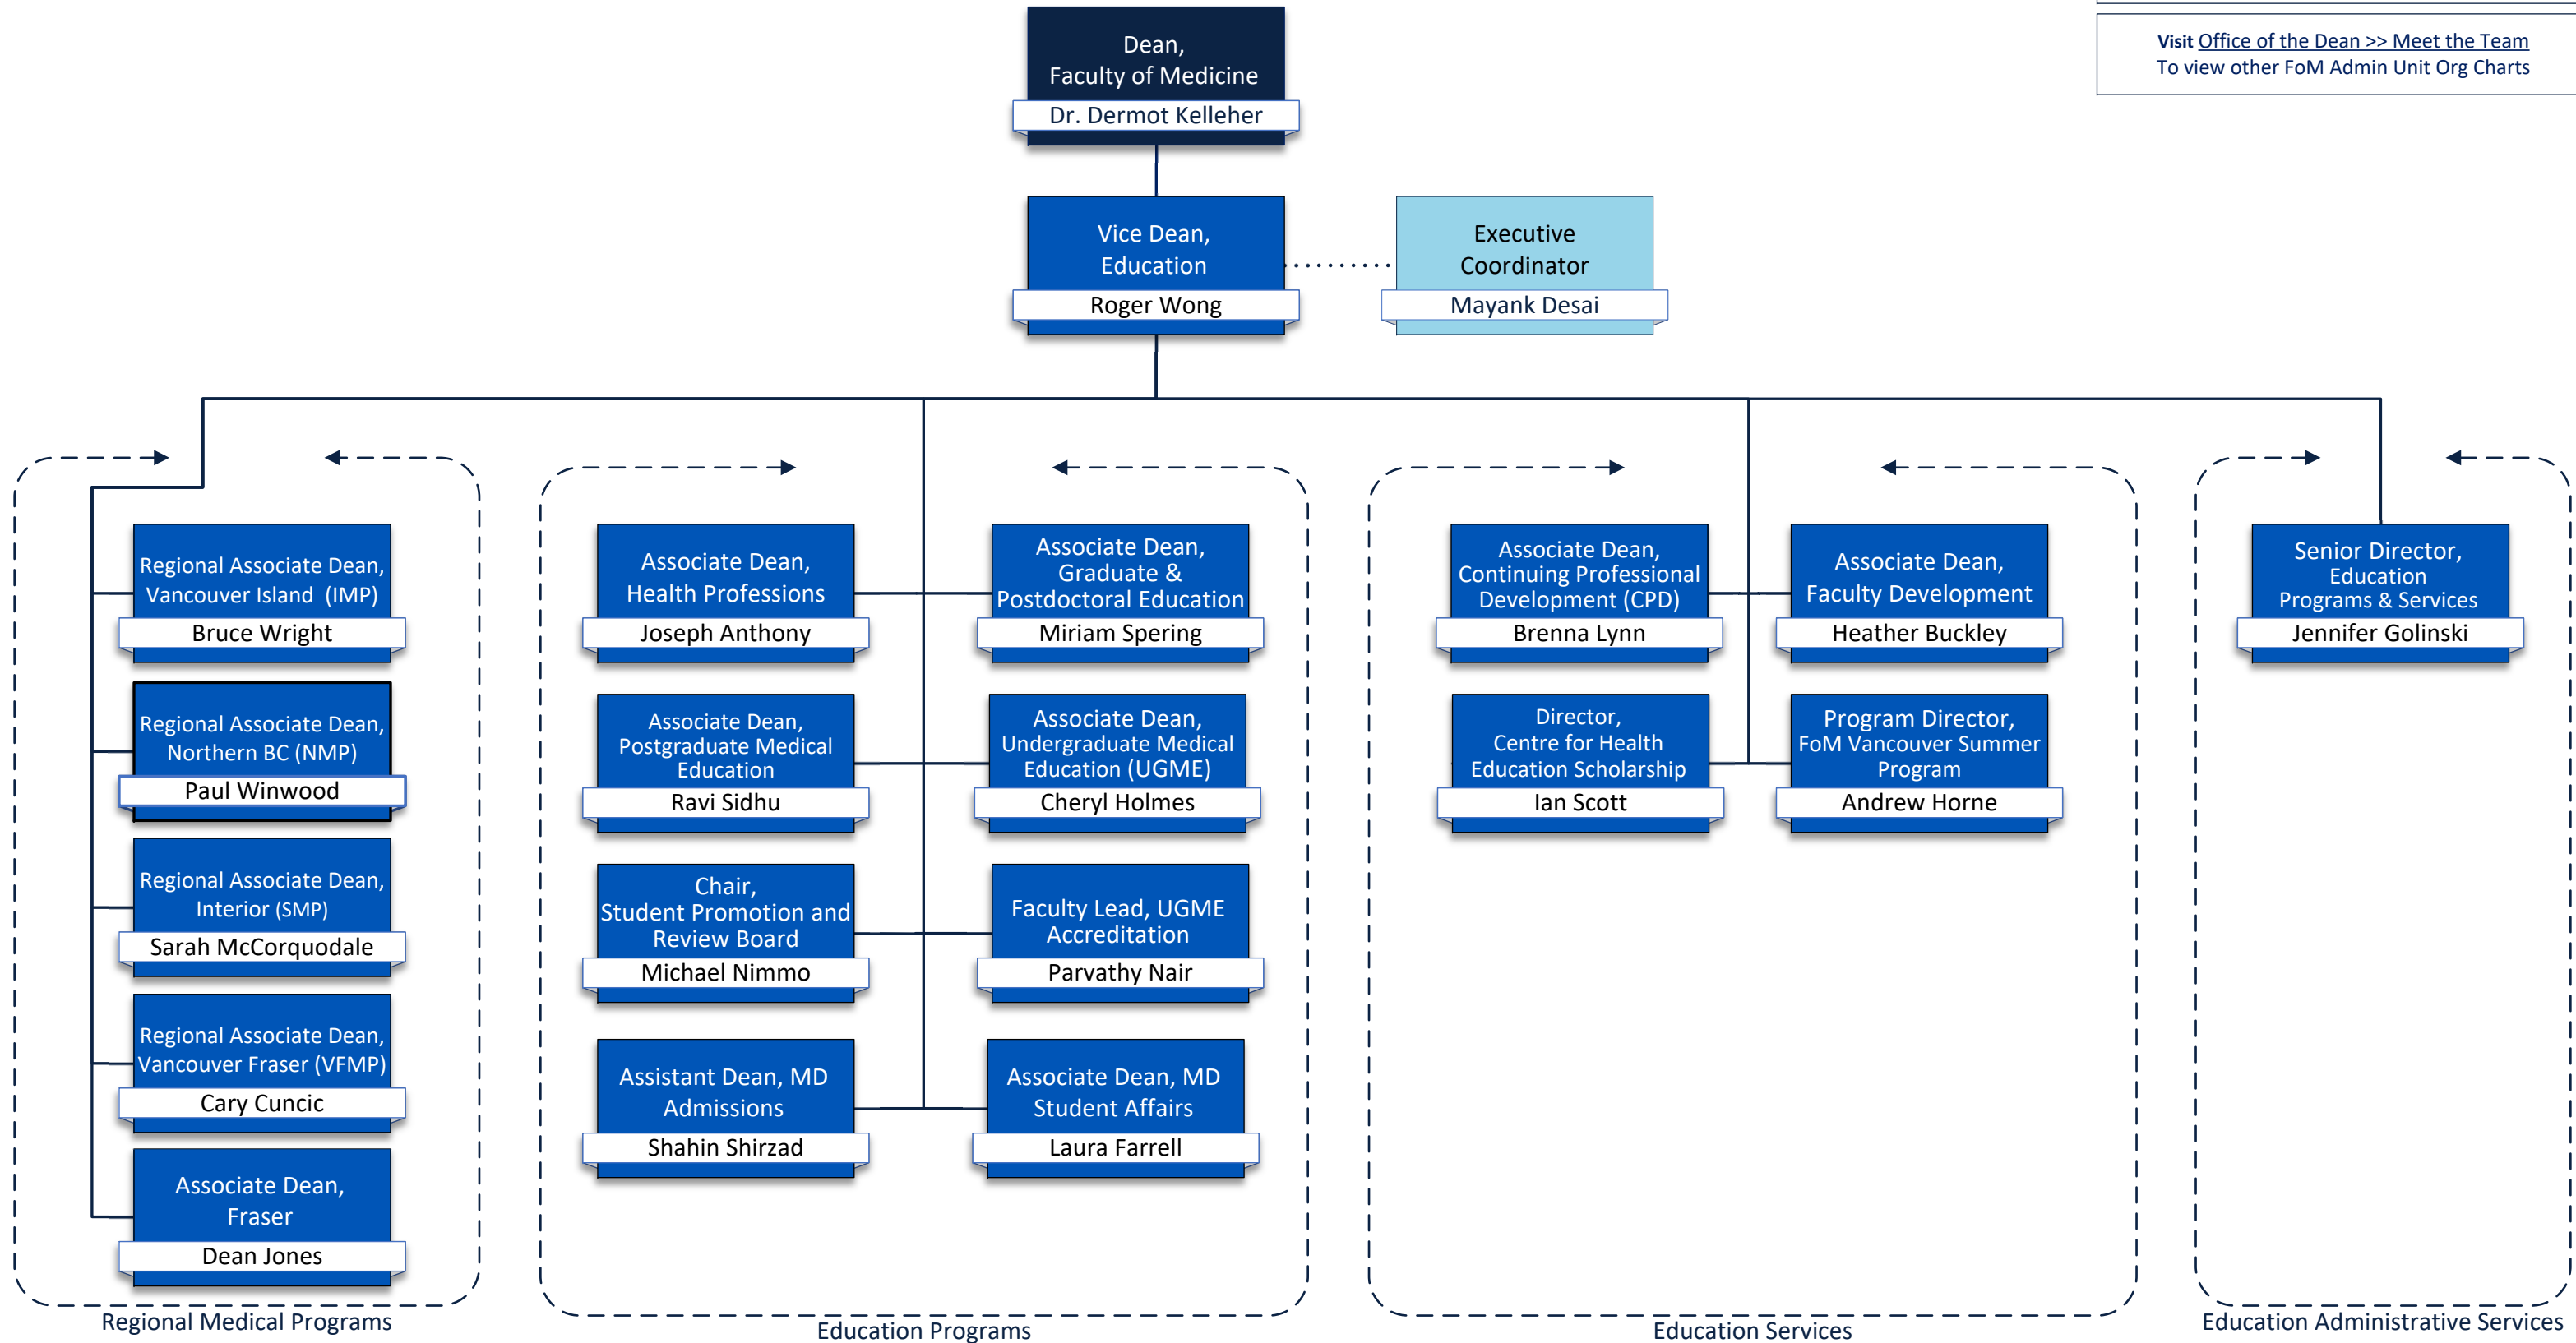 Visit Office of the Dean >> Meet the Team
To view other FoM Admin Unit Org Charts
Dean,
Faculty of Medicine
Dr. Dermot Kelleher
Vice Dean,
Education
Roger Wong
Executive
Coordinator
Mayank Desai
Regional Associate Dean,
Vancouver Island (IMP)
Bruce Wright
Regional Associate Dean,
Northern BC (NMP)
Paul Winwood
Regional Associate Dean,
Interior (SMP)
Sarah McCorquodale
Regional Associate Dean,
Vancouver Fraser (VFMP)
Cary Cuncic
Associate Dean,
Fraser
Dean Jones
Regional Medical Programs
Associate Dean,
Health Professions
Joseph Anthony
Associate Dean,
Graduate &
Postdoctoral Education
Miriam Spering
Associate Dean,
Postgraduate Medical
Education
Ravi Sidhu
Associate Dean,
Undergraduate Medical
Education (UGME)
Cheryl Holmes
Chair,
Student Promotion and
Review Board
Michael Nimmo
Faculty Lead, UGME
Accreditation
Parvathy Nair
Assistant Dean, MD
Admissions
Shahin Shirzad
Associate Dean, MD
Student Affairs
Laura Farrell
Education Programs
Associate Dean,
Continuing Professional
Development (CPD)
Brenna Lynn
Associate Dean,
Faculty Development
Heather Buckley
Director,
Centre for Health
Education Scholarship
Ian Scott
Program Director,
FoM Vancouver Summer
Program
Andrew Horne
Education Services
Senior Director,
Education
Programs & Services
Jennifer Golinski
Education Administrative Services